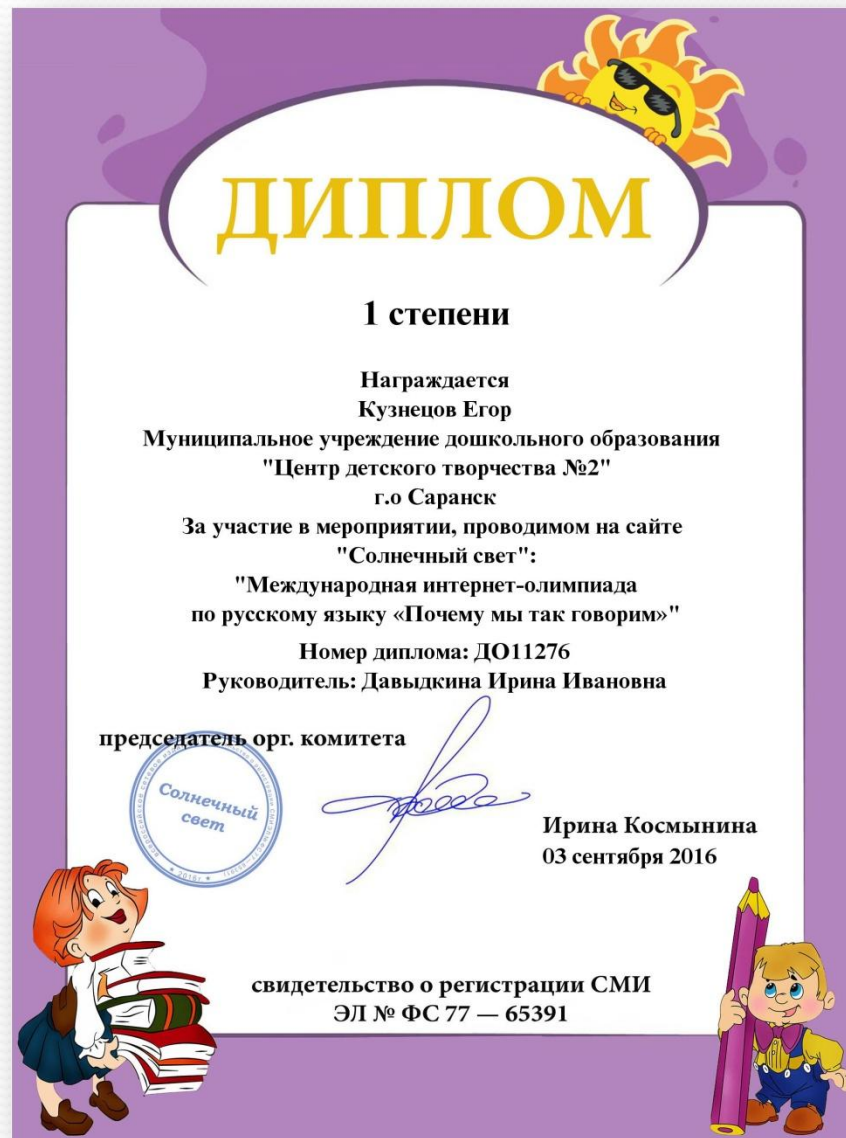 ДИПЛОМ
1 степени
Награждается
Кузнецов Егор
Муниципальное учреждение дошкольного образования
"Центр детского творчества №2"
г.о Саранск
За участие в мероприятии, проводимом на сайте
"Солнечный свет":
"Международная интернет-олимпиада
по русскому языку «Почему мы так говорим»"
Номер диплома: ДО11276
Руководитель: Давыдкина Ирина Ивановна
председатель орг. комитета
Солнечный
свет
2016г
Ирина Космынина
03 сентября 2016
свидетельство о регистрации СМИ
ЭЛ № ФС 77 — 65391